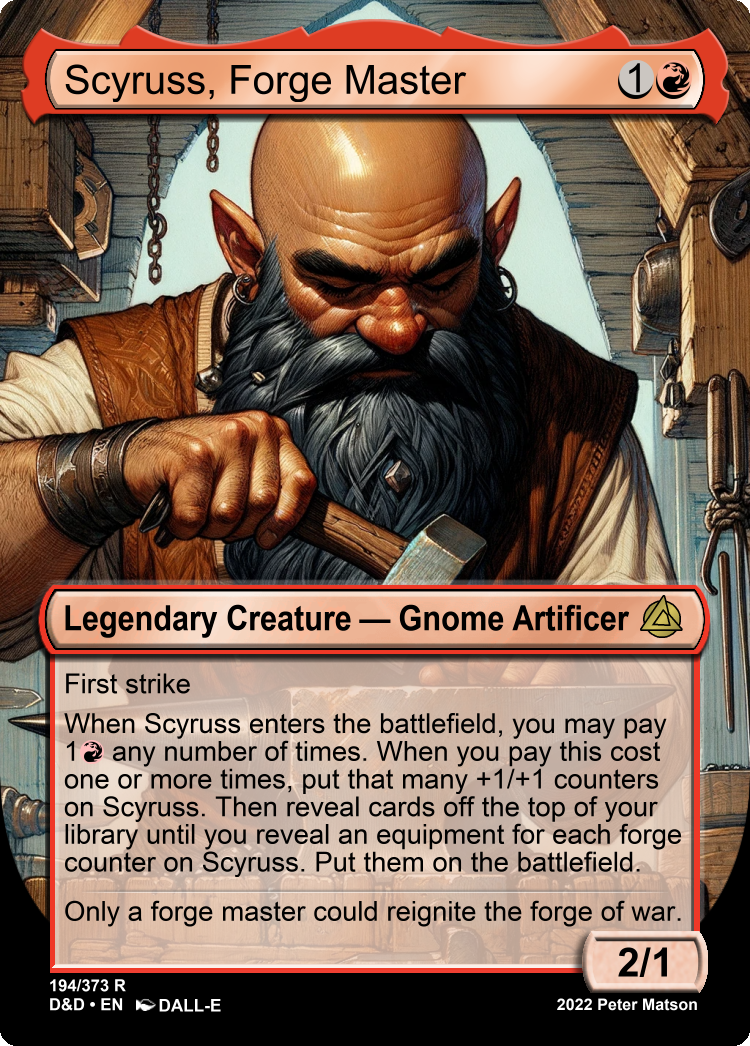 Scyruss, Forge Master 1
Legendary Creature — Gnome Artificer
First strike
When Scyruss enters the battlefield, you may pay
1 any number of times. When you pay this cost
one or more times, put that many +1/+1 counters
on Scyruss. Then reveal cards off the top of your
library until you reveal an equipment for each forge
counter on Scyruss. Put them on the battlefield.
Only a forge master could reignite the forge of war.
2/1
194/373 R
D&D • EN DALL-E
2022 Peter Matson